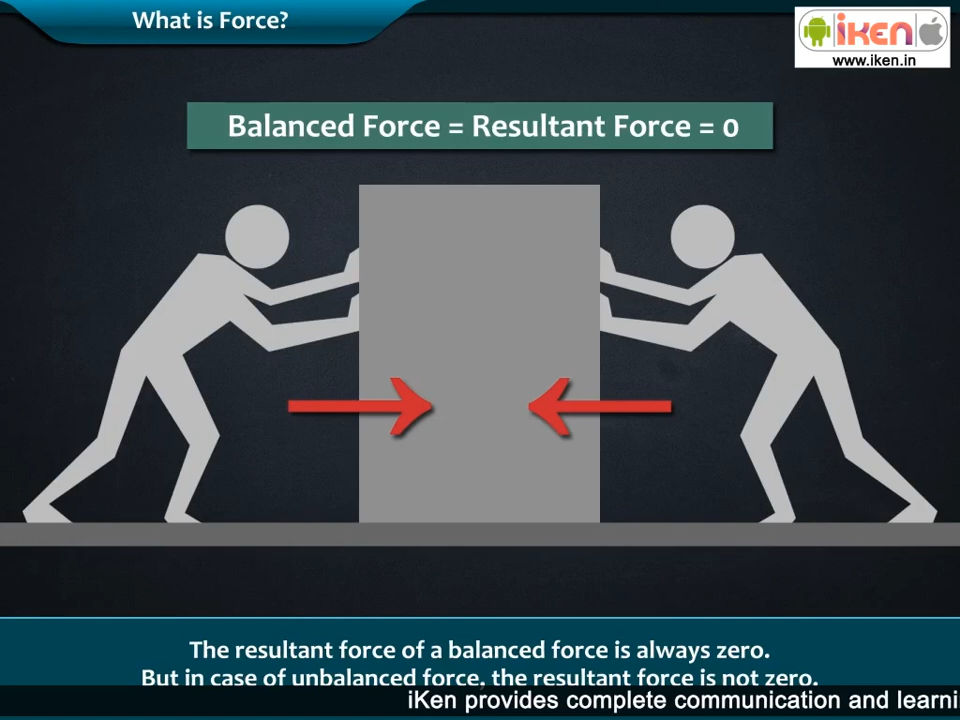 What is Force?
iken
www.iken.in
Balanced Force = Resultant Force = 0
The resultant force of a balanced force is always zero.
But in case of unbalanced force, the resultant force is not zero.
iKen provides complete communication and learni